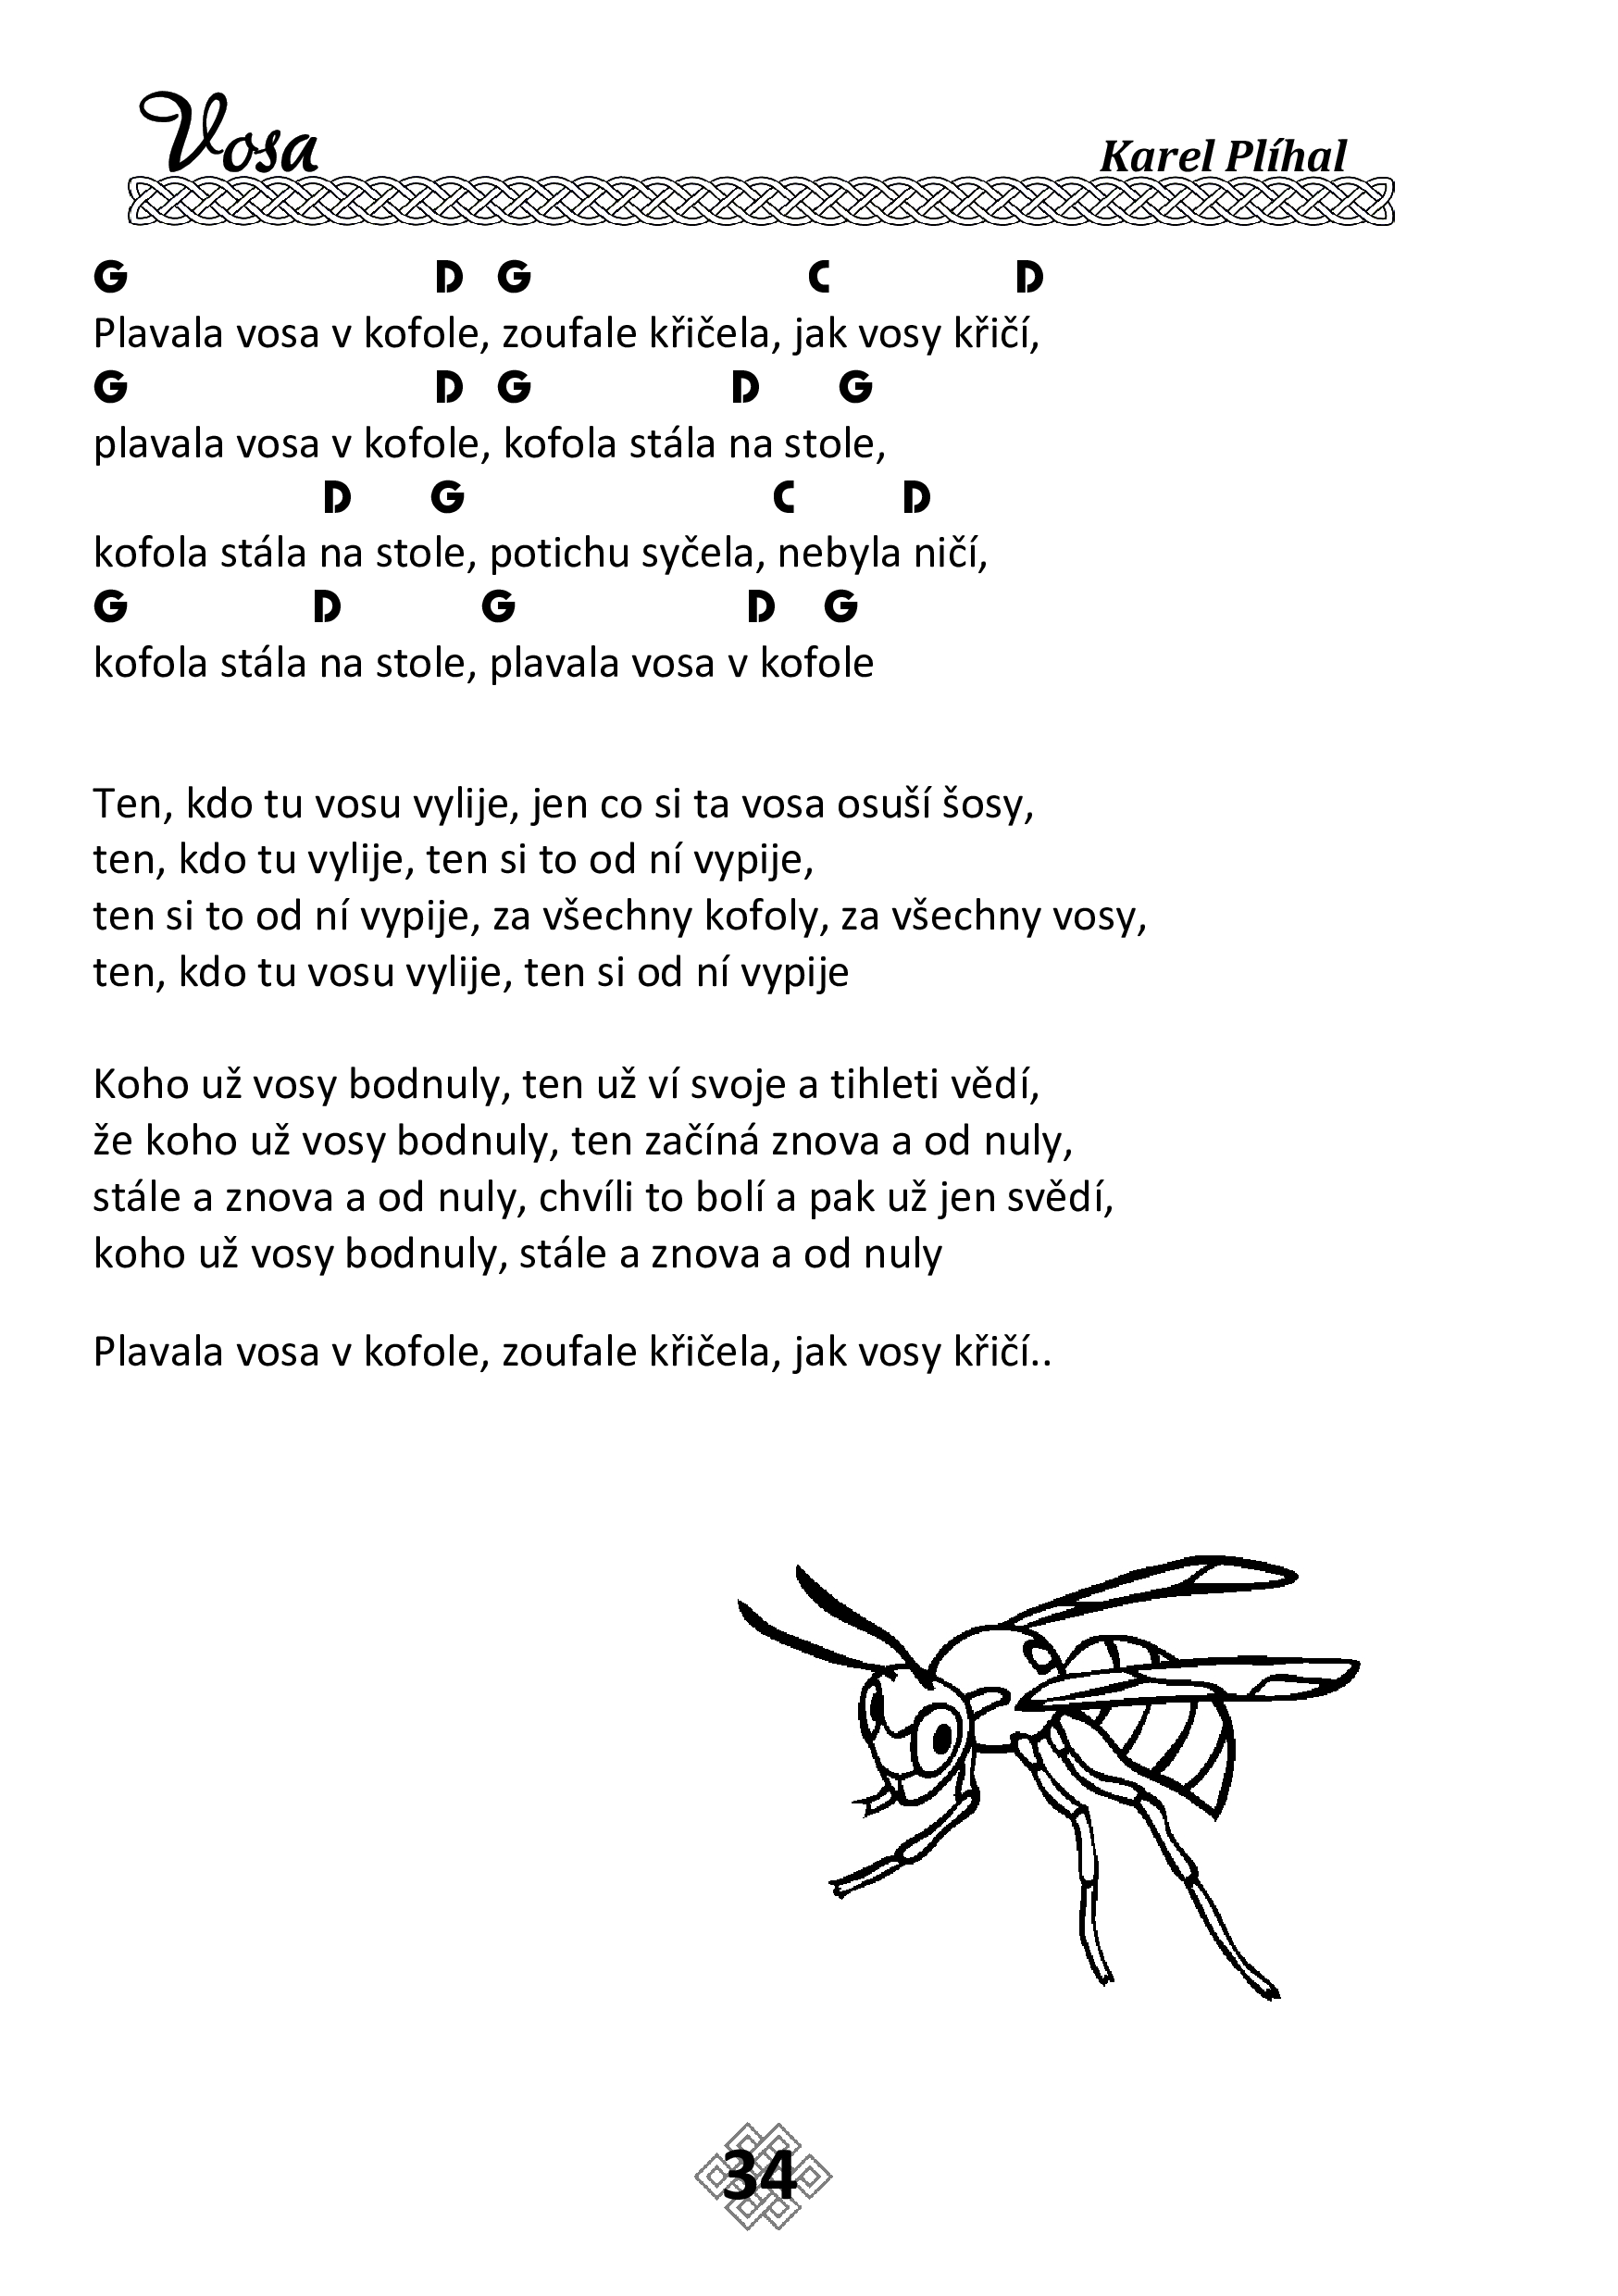 Vosa
Karel Plíhal
G D G C D
Plavala vosa v kofole, zoufale křičela, jak vosy křičí,
G D G D G
plavala vosa v kofole, kofola stála na stole,
D G C D
kofola stála na stole, potichu syčela, nebyla ničí,
G D G D G
kofola stála na stole, plavala vosa v kofole
Ten, kdo tu vosu vylije, jen co si ta vosa osuší šosy,
ten, kdo tu vylije, ten si to od ní vypije,
ten si to od ní vypije, za všechny kofoly, za všechny vosy,
ten, kdo tu vosu vylije, ten si od ní vypije
Koho už vosy bodnuly, ten už ví svoje a tihleti vědí,
že koho už vosy bodnuly, ten začíná znova a od nuly,
stále a znova a od nuly, chvíli to bolí a pak už jen svědí,
koho už vosy bodnuly, stále a znova a od nuly
Plavala vosa v kofole, zoufale křičela, jak vosy křičí..
34